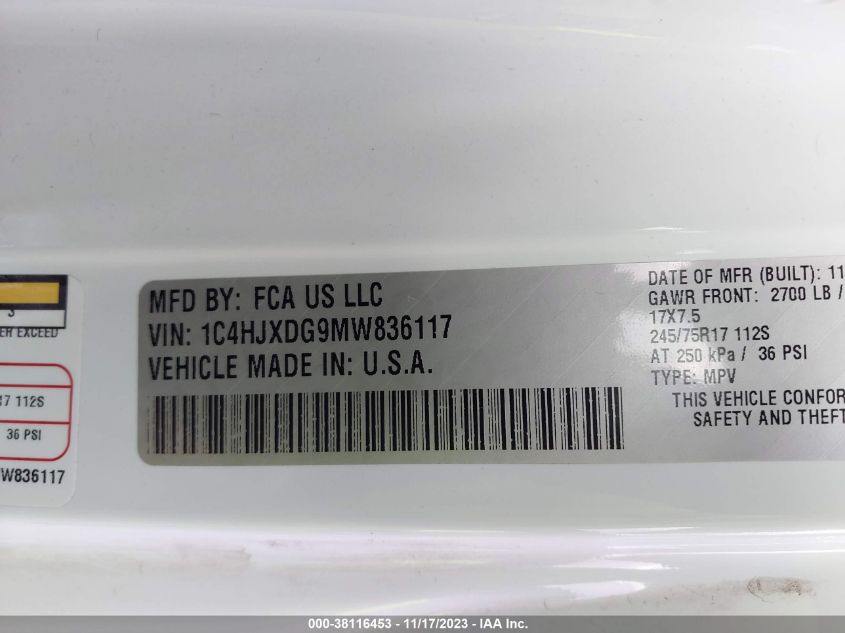 MFD BY: FCA US LLC
VIN: 1C4HJXDG9MW836117
VEHICLE MADE IN: U.S.A.
DATE OF MFR (BUILT): 11
GAWR FRONT: 2700 LB /
17X7.5
245/75R17 112S
AT 250 kPa / 36 PSI
TYPE: MPV
THIS VEHICLE CONFOR
SAFETY AND THEFT
3
ER EXCEED
17 112S
36 PSI
W836117
000-38116453 - 11/17/2023 - IAA Inc.